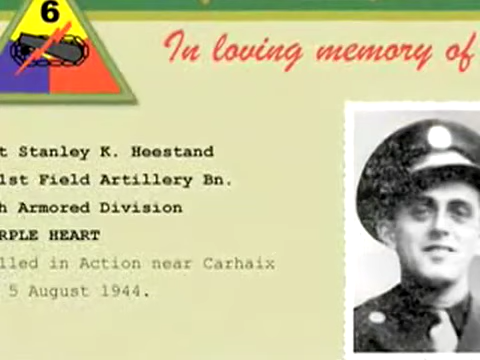 6
In loving memory of
t Stanley K. Heestand
1st Field Artillery Bn.
h Armored Division
RPLE HEART
lled in Action near Carhaix
5 August 1944.